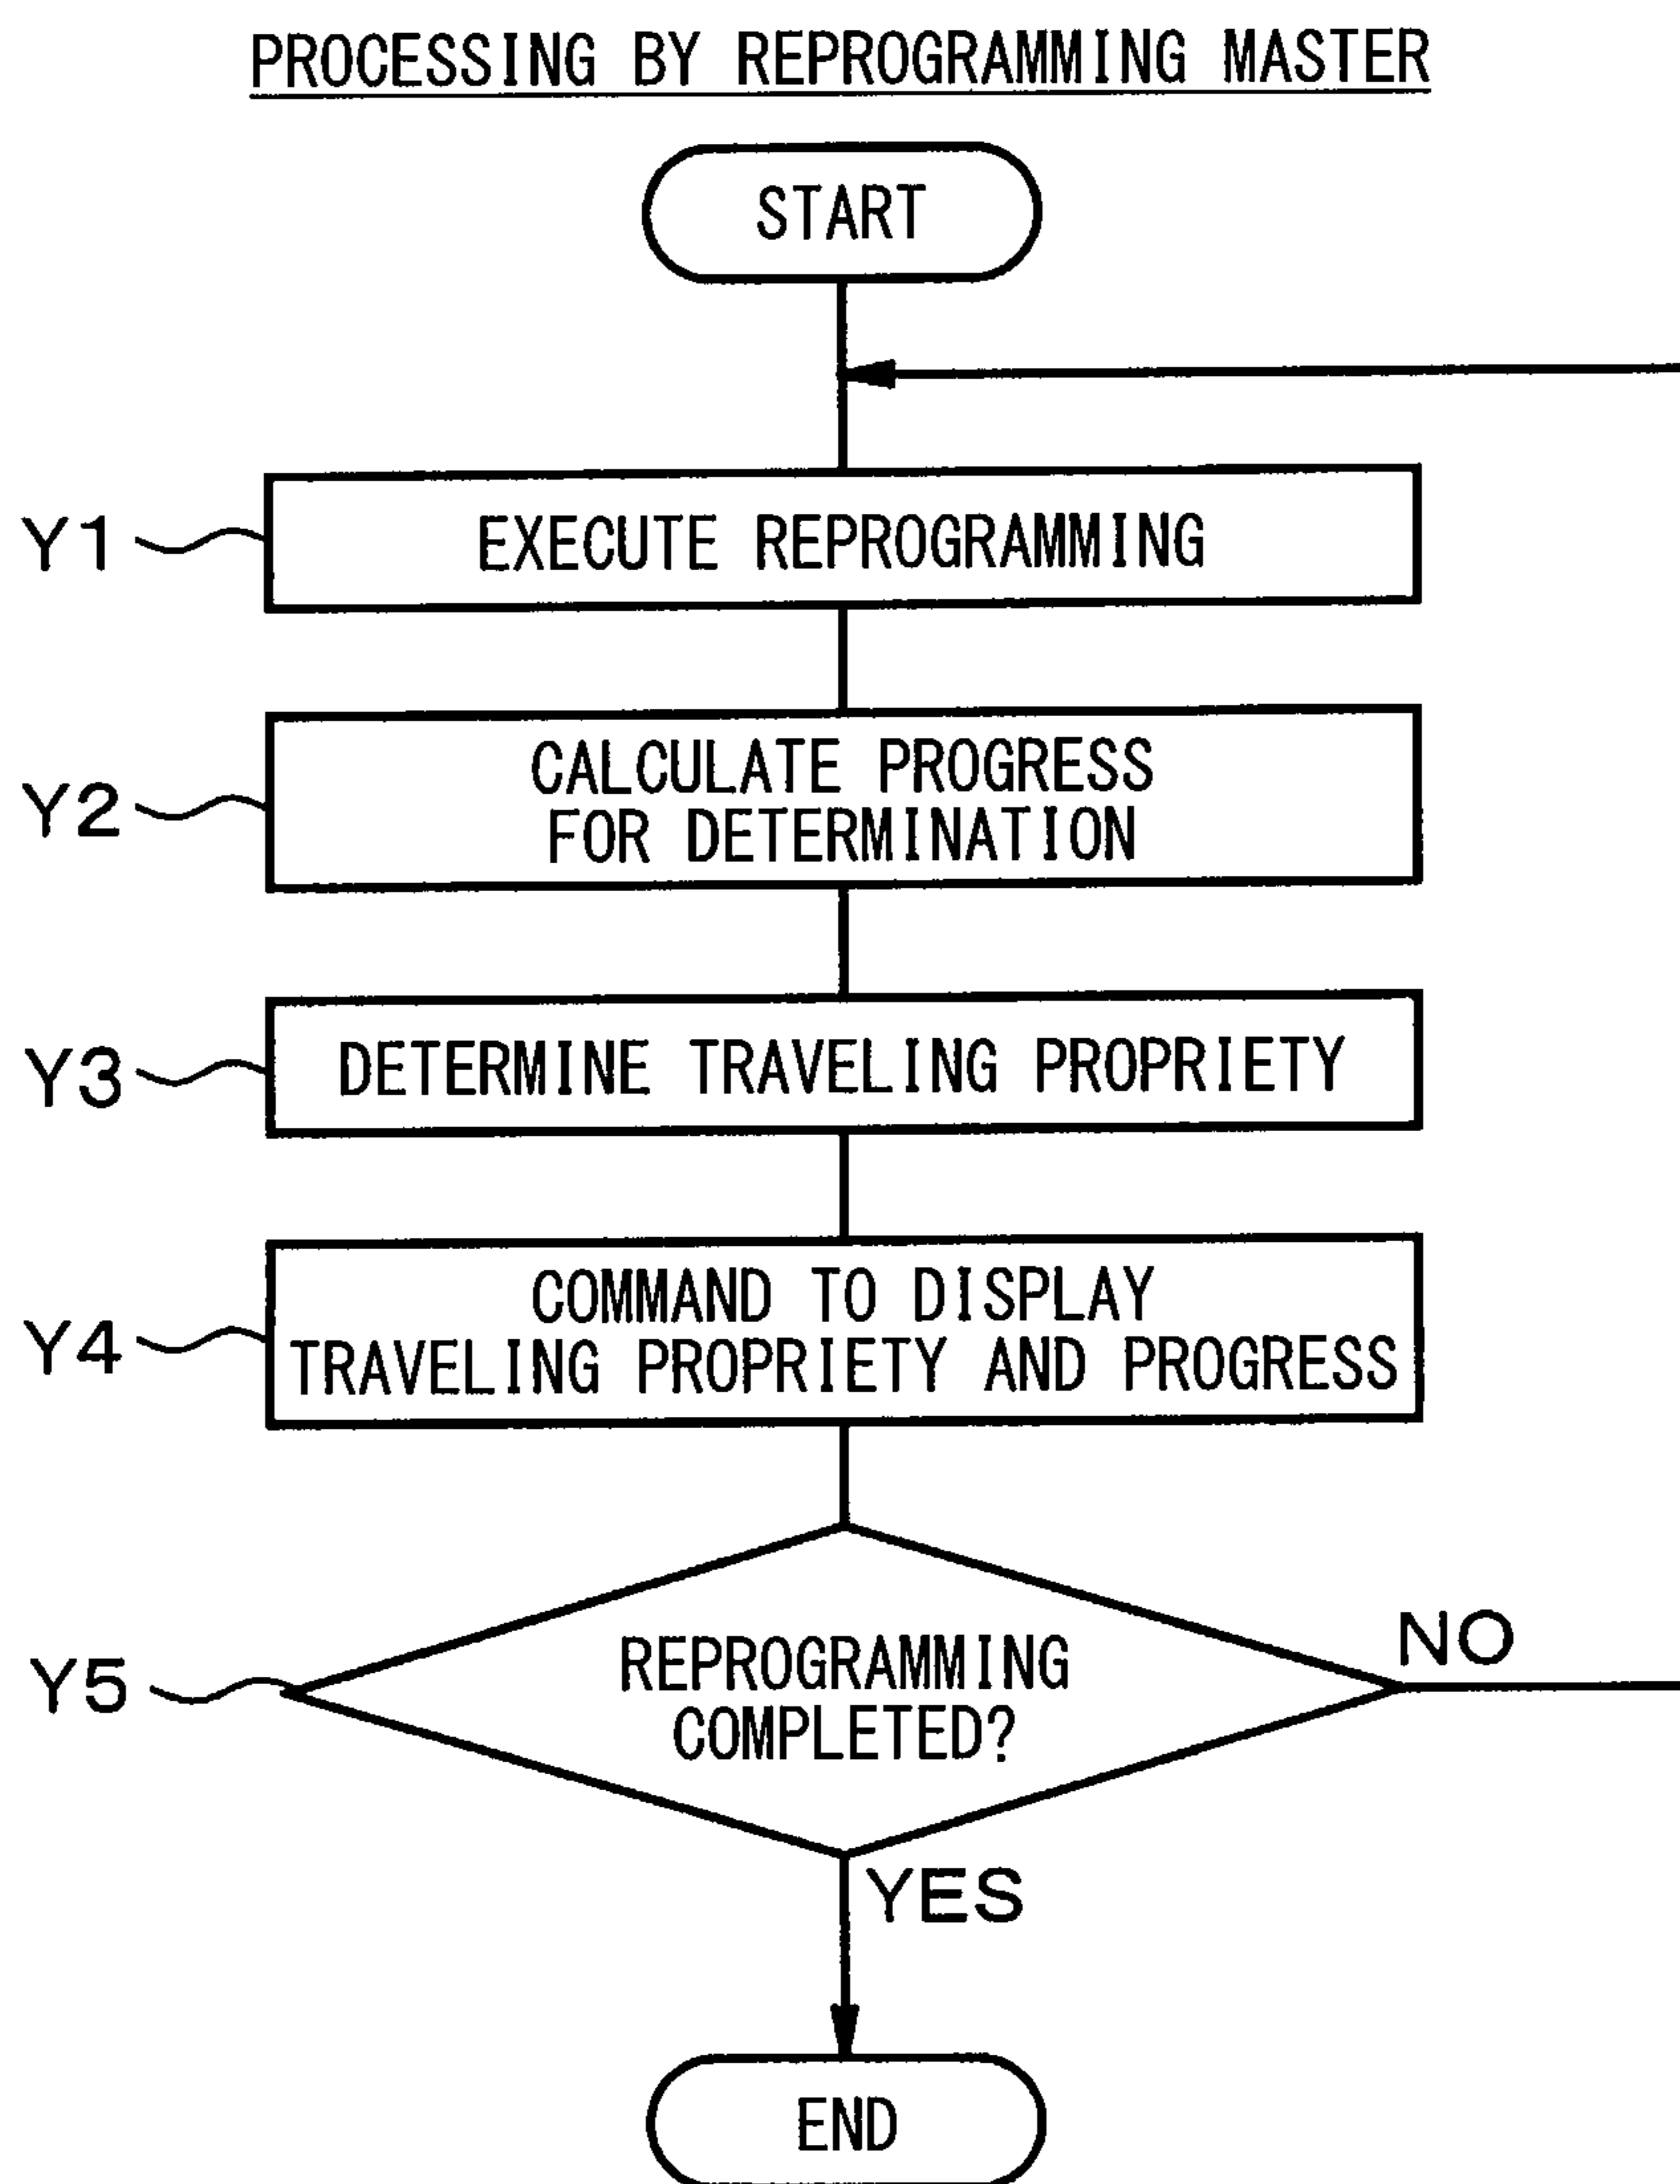 PROCESSING BY REPROGRAMMING MASTER
START
Y1
EXECUTE REPROGRAMMING
Y2
CALCULATE PROGRESS
FOR DETERMINATION
Y3
DETERMINE TRAVELING PROPRIETY
Y4
COMMAND TO DISPLAY
TRAVELING PROPRIETY AND PROGRESS
Y5
REPROGRAMMING
COMPLETED?
NO
YES
END